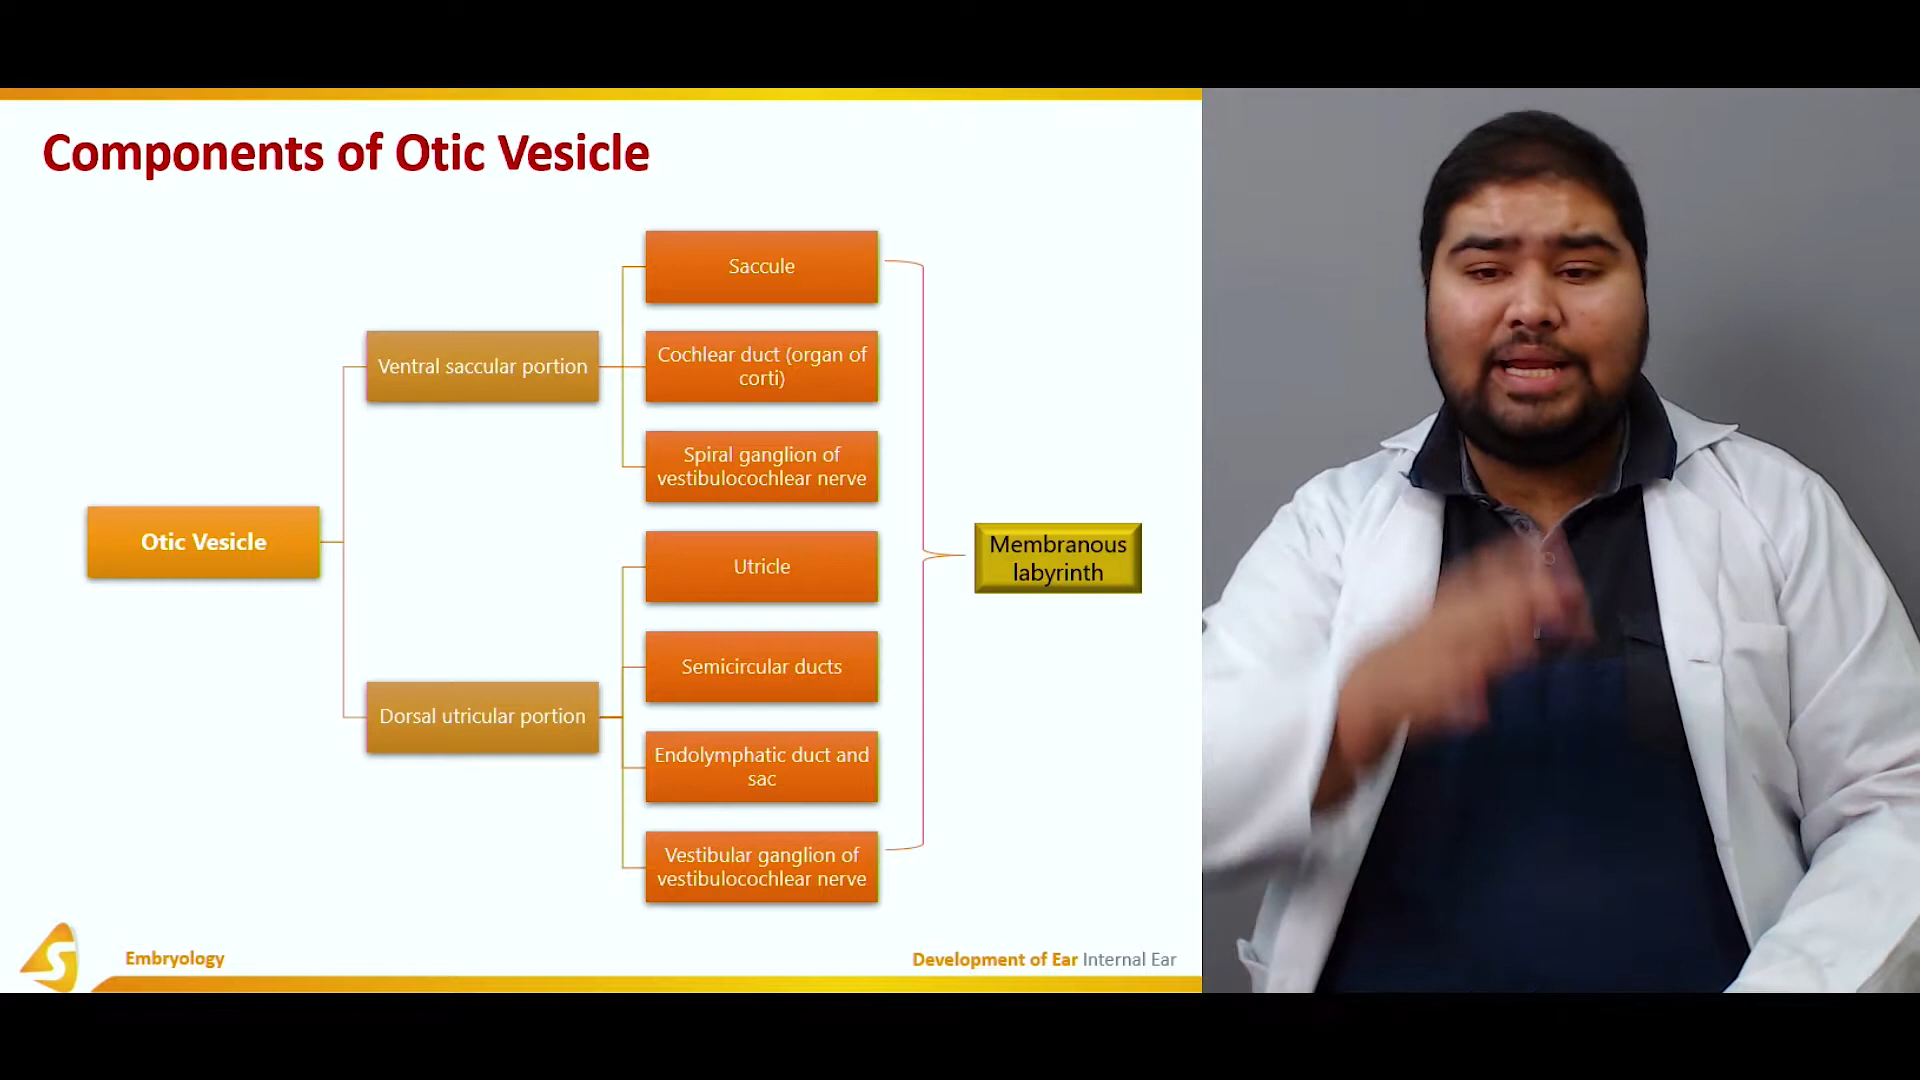 Components of Otic Vesicle
Saccule
Cochlear duct (organ of
corti)
Ventral saccular portion
Spiral ganglion of
vestibulocochlear nerve
Otic Vesicle
Utricle
Membranous
labyrinth
Semicircular ducts
Dorsal utricular portion
Endolymphatic duct and
sac
Vestibular ganglion of
vestibulocochlear nerve
S
Embryology
Development of Ear Internal Ear